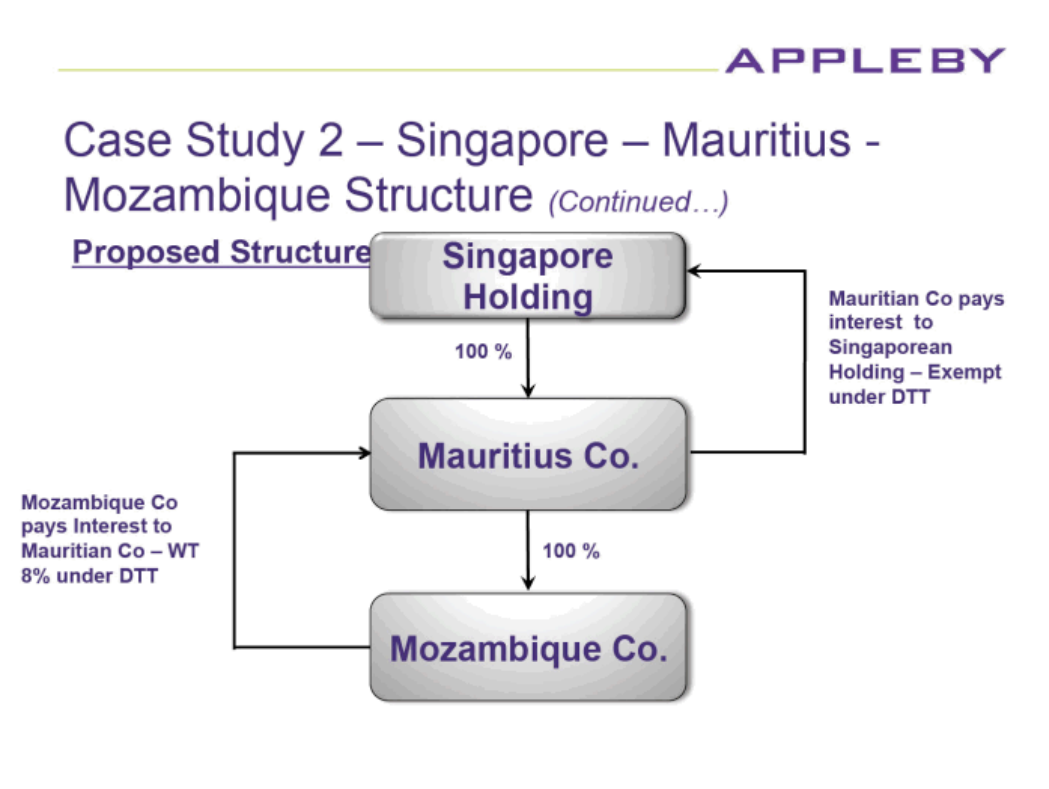 APPLEBY
Case Study 2 – Singapore – Mauritius -
Mozambique Structure (Continued…)
Proposed Structure
Singapore
Holding
100 %
Mauritian Co pays
interest to
Singaporean
Holding – Exempt
under DTT
Mauritius Co.
Mozambique Co
pays Interest to
Mauritian Co – WT
8% under DTT
100 %
Mozambique Co.